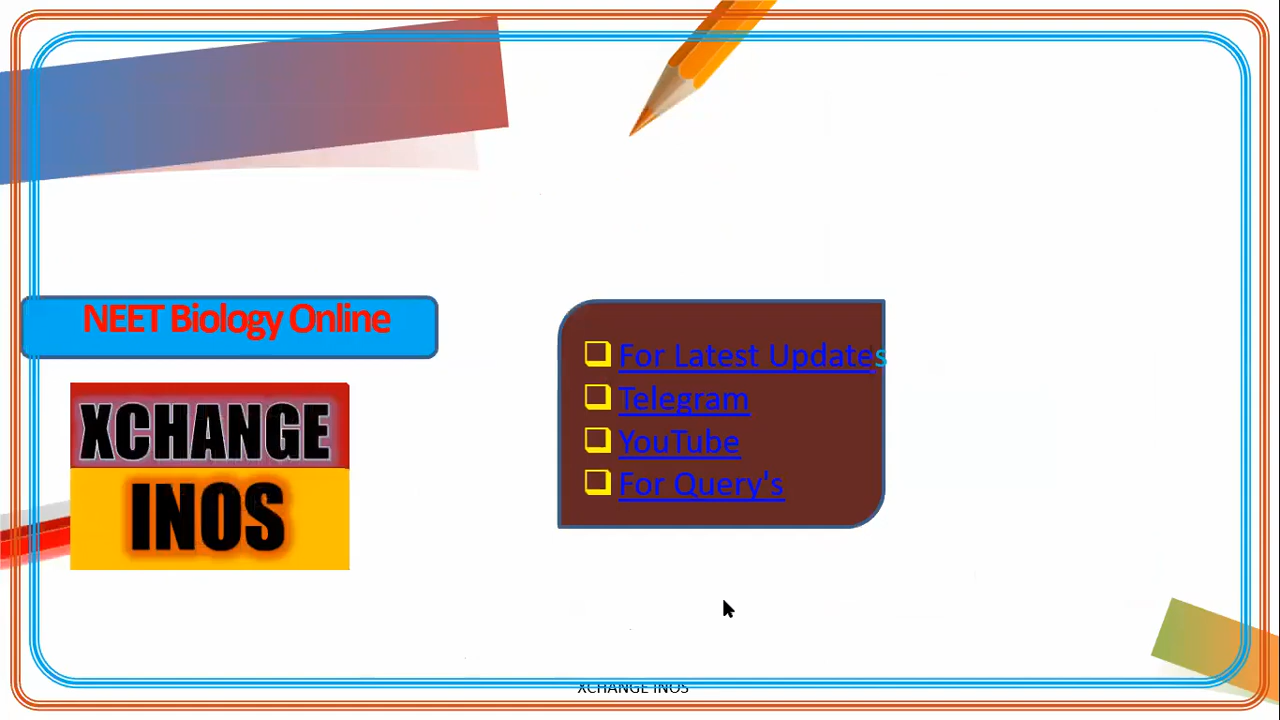 NEET Biology Online
XCHANGE
INOS
For Latest Updates
Telegram
YouTube
For Query's
XCHANGE INOS